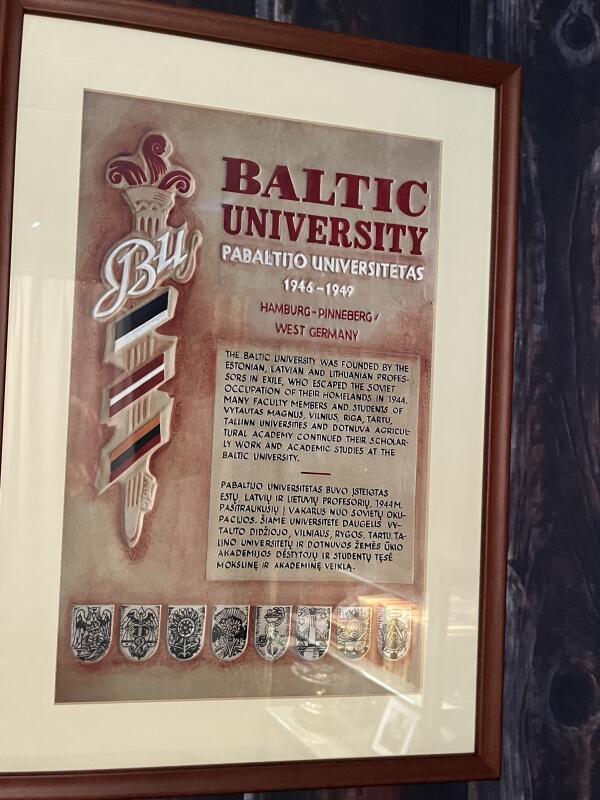 BU
BALTIC
UNIVERSITY
PABALTIJO UNIVERSITETAS
1946-1949
HAMBURG-PINNEBERG/
WEST GERMANY
THE BALTIC UNIVERSITY WAS FOUNDED BY THE
ESTONIAN, LATVIAN AND LITHUANIAN PROFES-
SORS IN EXILE, WHO ESCAPED THE SOVIET
OCCUPATION OF THEIR HOMELANDS IN 1944.
MANY FACULTY MEMBERS AND STUDENTS OF
VYTAUTAS MAGNUS, VILNIUS, RIGA, TARTU,
TALLINN UNIVERSITIES AND DOTNUVA AGRICUL-
TURAL ACADEMY CONTINUED THEIR SCHOLAR-
LY WORK AND ACADEMIC STUDIES AT THE
BALTIC UNIVERSITY.
PABALTIJO UNIVERSITETAS BUVO ĮSTEIGTAS
ESTŲ, LATVIŲ IR LIETUVIŲ PROFESORIŲ, 1944 M.
PASITRAUKUSIŲ Į VAKARUS NUO SOVIETŲ OKU-
PACIJOS. ŠIAME UNIVERSITETE DAUGELIS VY-
TAUTO DIDŽIOJO, VILNIAUS, RYGOS, TARTU, TA-
LINO UNIVERSITETŲ IR DOTNUVOS ŽEMĖS ŪKIO
AKADEMIJOS DĖSTYTOJŲ IR STUDENTŲ TĘSĖ
MOKSLINĘ IR AKADEMINĘ VEIKLĄ.